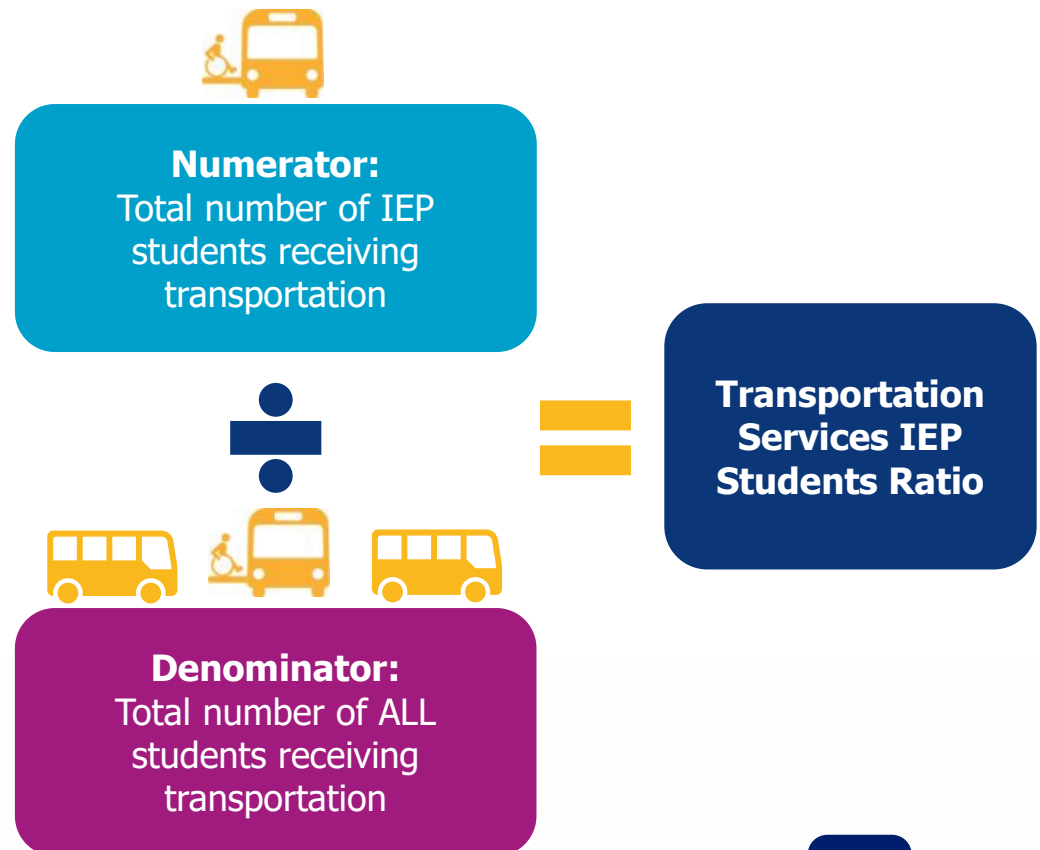 Numerator:
Total number of IEP
students receiving
transportation
Transportation
Services IEP
Students Ratio
Denominator:
Total number of ALL
students receiving
transportation